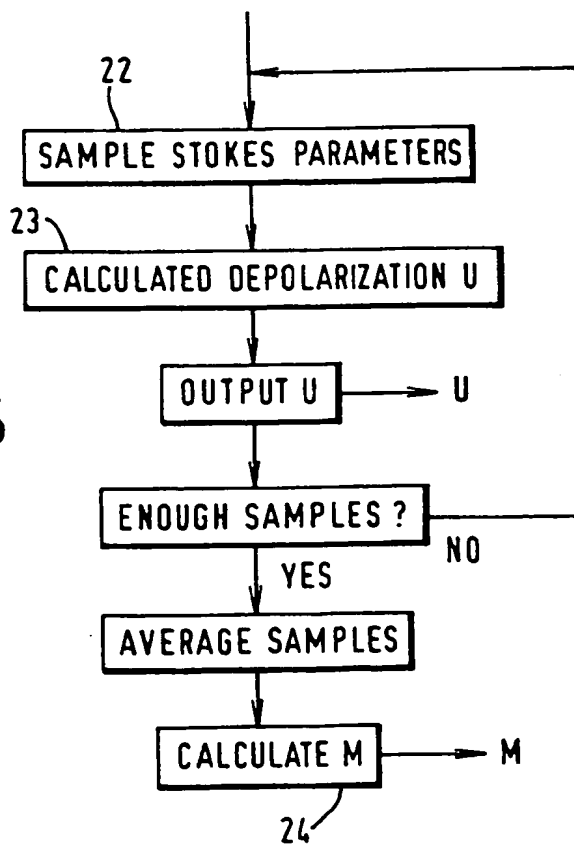 22
SAMPLE STOKES PARAMETERS
23
CALCULATED DEPOLARIZATION U
OUTPUT U
U
ENOUGH SAMPLES ?
NO
YES
AVERAGE SAMPLES
CALCULATE M
M
24